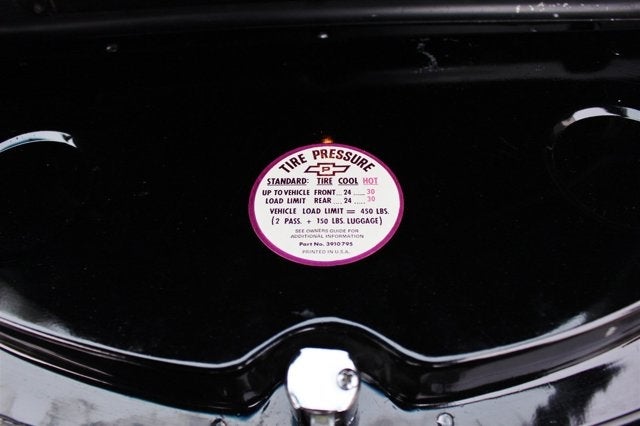 TIRE PRESSURE
P
STANDARD: TIRE COOL HOT
UP TO VEHICLE FRONT...24.....30
LOAD LIMIT REAR....24.....30
VEHICLE LOAD LIMIT = 450 LBS.
(2 PASS. + 150 LBS. LUGGAGE)
SEE OWNERS GUIDE FOR
ADDITIONAL INFORMATION
Part No. 3910795
PRINTED IN U.S.A.